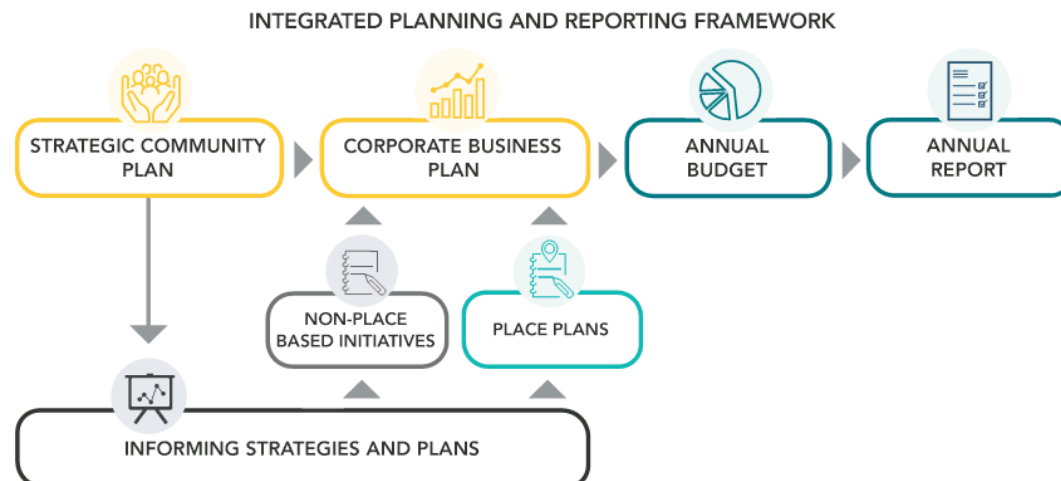 INTEGRATED PLANNING AND REPORTING FRAMEWORK
STRATEGIC COMMUNITY
PLAN
CORPORATE BUSINESS
PLAN
ANNUAL
BUDGET
ANNUAL
REPORT
NON-PLACE
BASED INITIATIVES
PLACE PLANS
INFORMING STRATEGIES AND PLANS